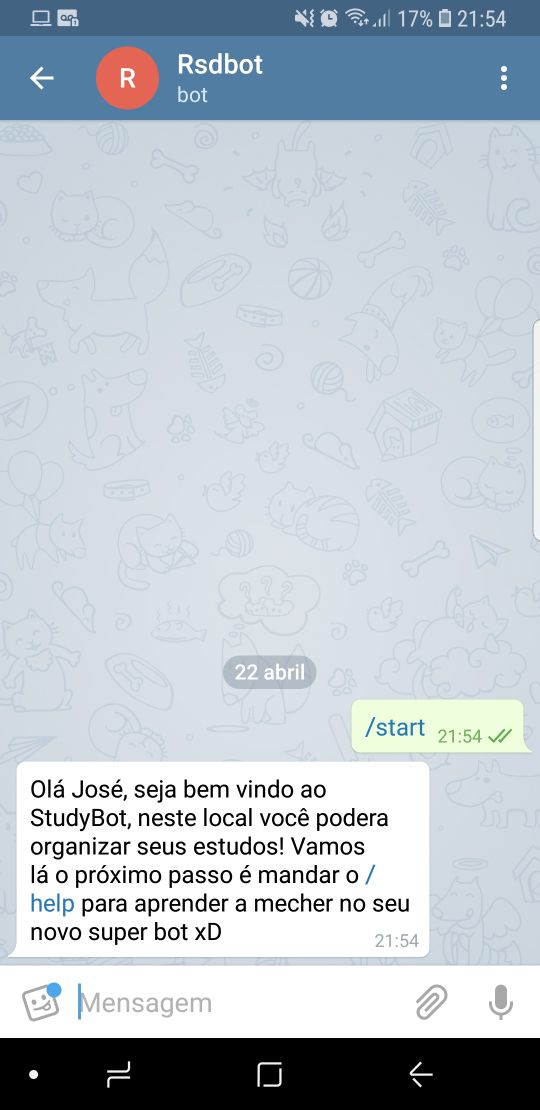 17% 21:54
R
Rsdbot
bot
???
22 abril
/start 21:54
Olá José, seja bem vindo ao
StudyBot, neste local você podera
organizar seus estudos! Vamos
lá o próximo passo é mandar o /
help para aprender a mecher no seu
novo super bot xD
21:54
Mensagem